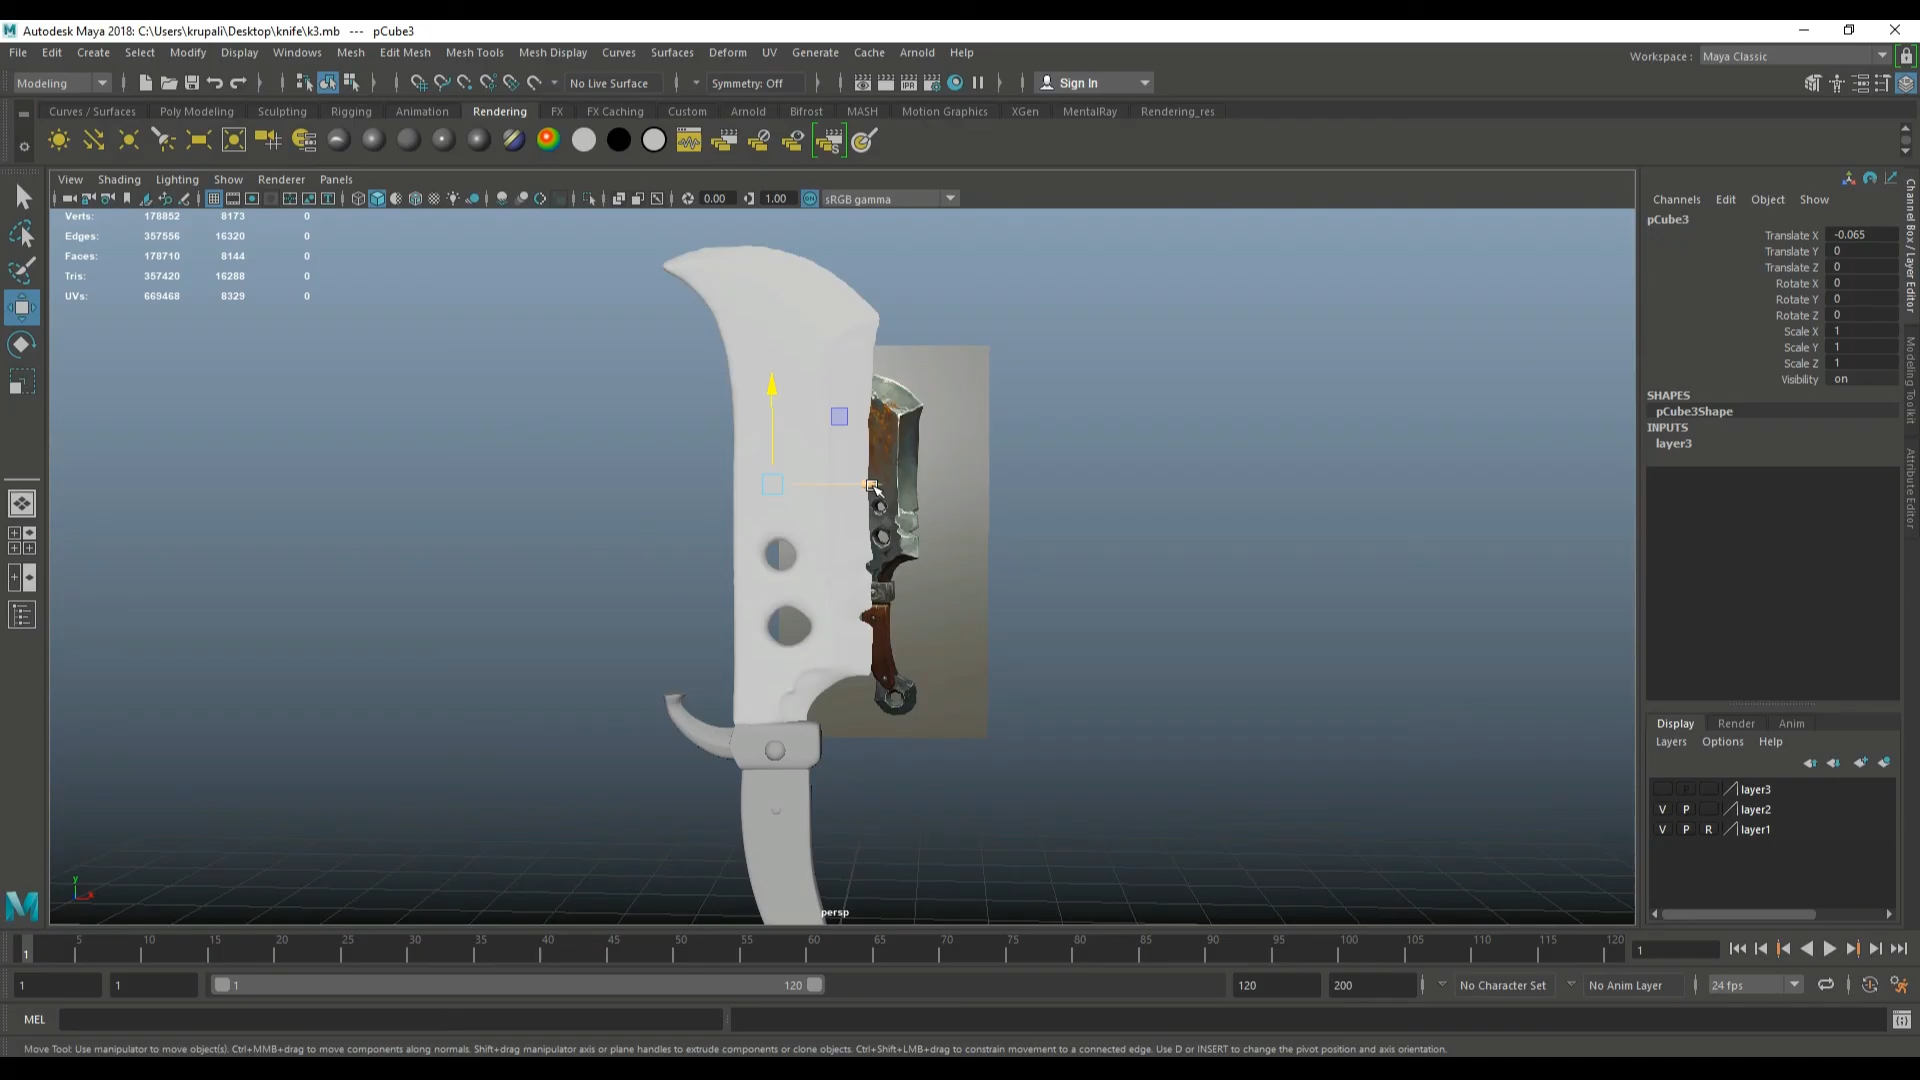 Autodesk Maya 2018: C:\Users\krupali\Desktop\knife\k3.mb --- pCube3
File Edit Create Select Modify Display Windows Mesh Edit Mesh Mesh Tools Mesh Display Curves Surfaces Deform UV Generate Cache Arnold Help
Workspace : Maya Classic
Modeling No Live Surface Symmetry: Off Sign In
Curves / Surfaces Poly Modeling Sculpting Rigging Animation Rendering FX FX Caching Custom Arnold Bifrost MASH Motion Graphics XGen MentalRay Rendering_res
View Shading Lighting Show Renderer Panels
0.00 1.00 sRGB gamma
Verts: 178852 8173 0
Edges: 357556 16320 0
Faces: 178710 8144 0
Tris: 357420 16288 0
UVs: 669468 8329 0
persp
Channels Edit Object Show
pCube3
Translate X -0.065
Translate Y 0
Translate Z 0
Rotate X 0
Rotate Y 0
Rotate Z 0
Scale X 1
Scale Y 1
Scale Z 1
Visibility on
SHAPES
pCube3Shape
INPUTS
layer3
Channel Box / Layer Editor
Modeling Toolkit
Attribute Editor
Display Render Anim
Layers Options Help
P layer3
V P layer2
V P R layer1
1 5 10 15 20 25 30 35 40 45 50 55 60 65 70 75 80 85 90 95 100 105 110 115 120 1
1 1 1 120 120 200 No Character Set No Anim Layer 24 fps
MEL
Move Tool: Use manipulator to move object(s). Ctrl+MMB+drag to move components along normals. Shift+drag manipulator axis or plane handles to extrude components or clone objects. Ctrl+Shift+LMB+drag to constrain movement to a connected edge. Use D or INSERT to change the pivot position and axis orientation.